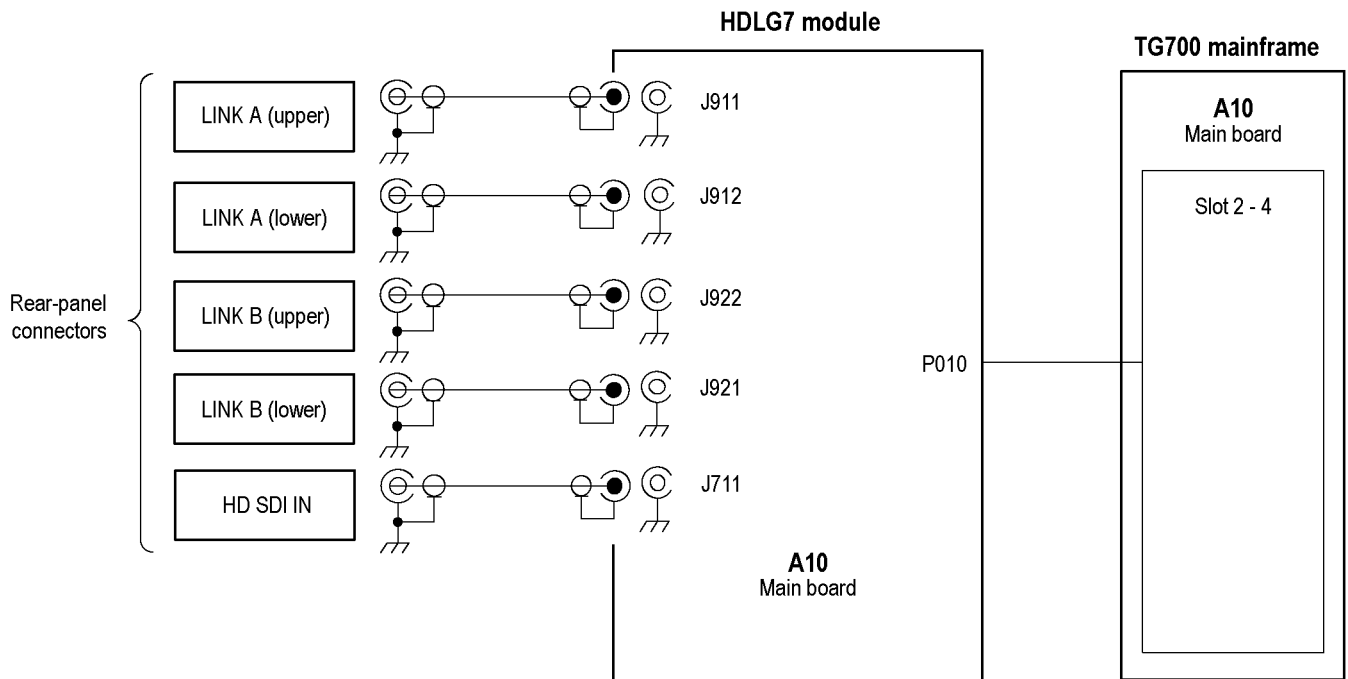 HDLG7 module
TG700 mainframe
LINK A (upper)
J911
A10
Main board
LINK A (lower)
J912
Slot 2 - 4
Rear-panel
connectors
LINK B (upper)
J922
P010
LINK B (lower)
J921
HD SDI IN
J711
A10
Main board